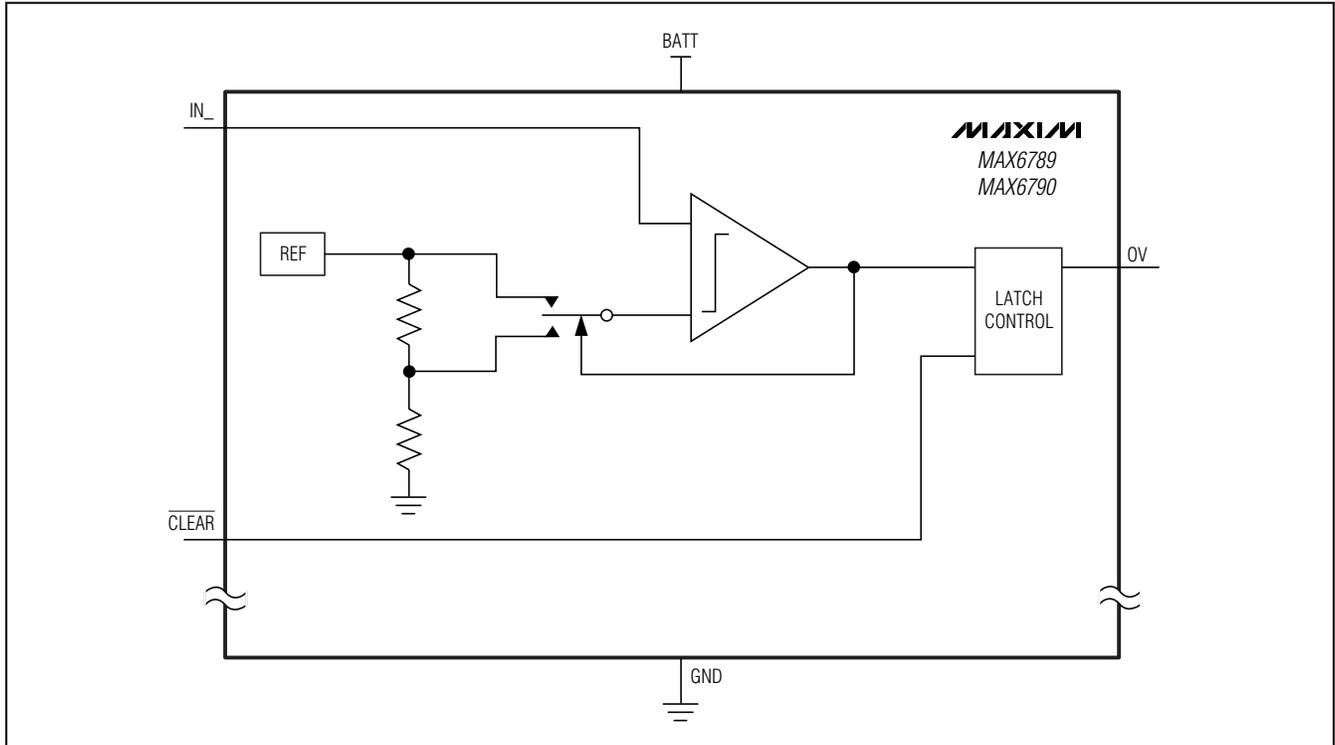 BATT
IN_
MAXIM
MAX6789
MAX6790
REF
OV
LATCH
CONTROL
CLEAR
GND